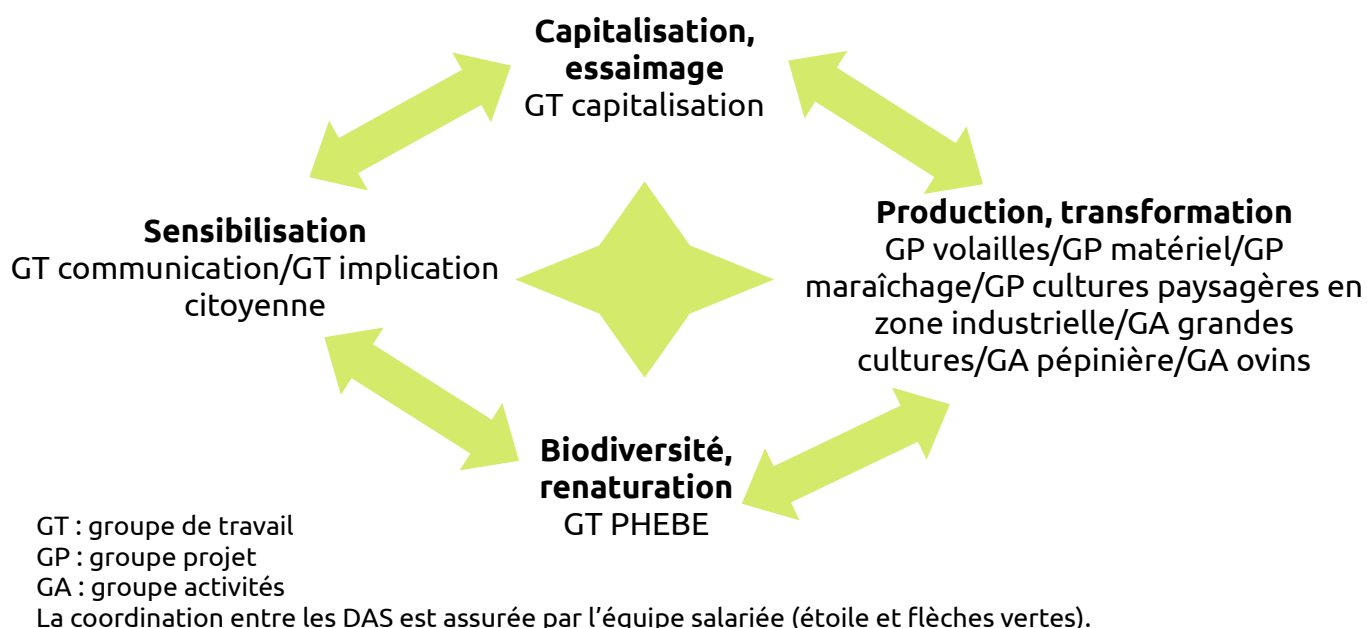 Capitalisation,
essaimage
GT capitalisation
Sensibilisation
GT communication/GT implication
citoyenne
Production, transformation
GP volailles/GP matériel/GP
maraîchage/GP cultures paysagères en
zone industrielle/GA grandes
cultures/GA pépinière/GA ovins
Biodiversité,
renaturation
GT PHEBE
GT : groupe de travail
GP : groupe projet
GA : groupe activités
La coordination entre les DAS est assurée par l’équipe salariée (étoile et flèches vertes).